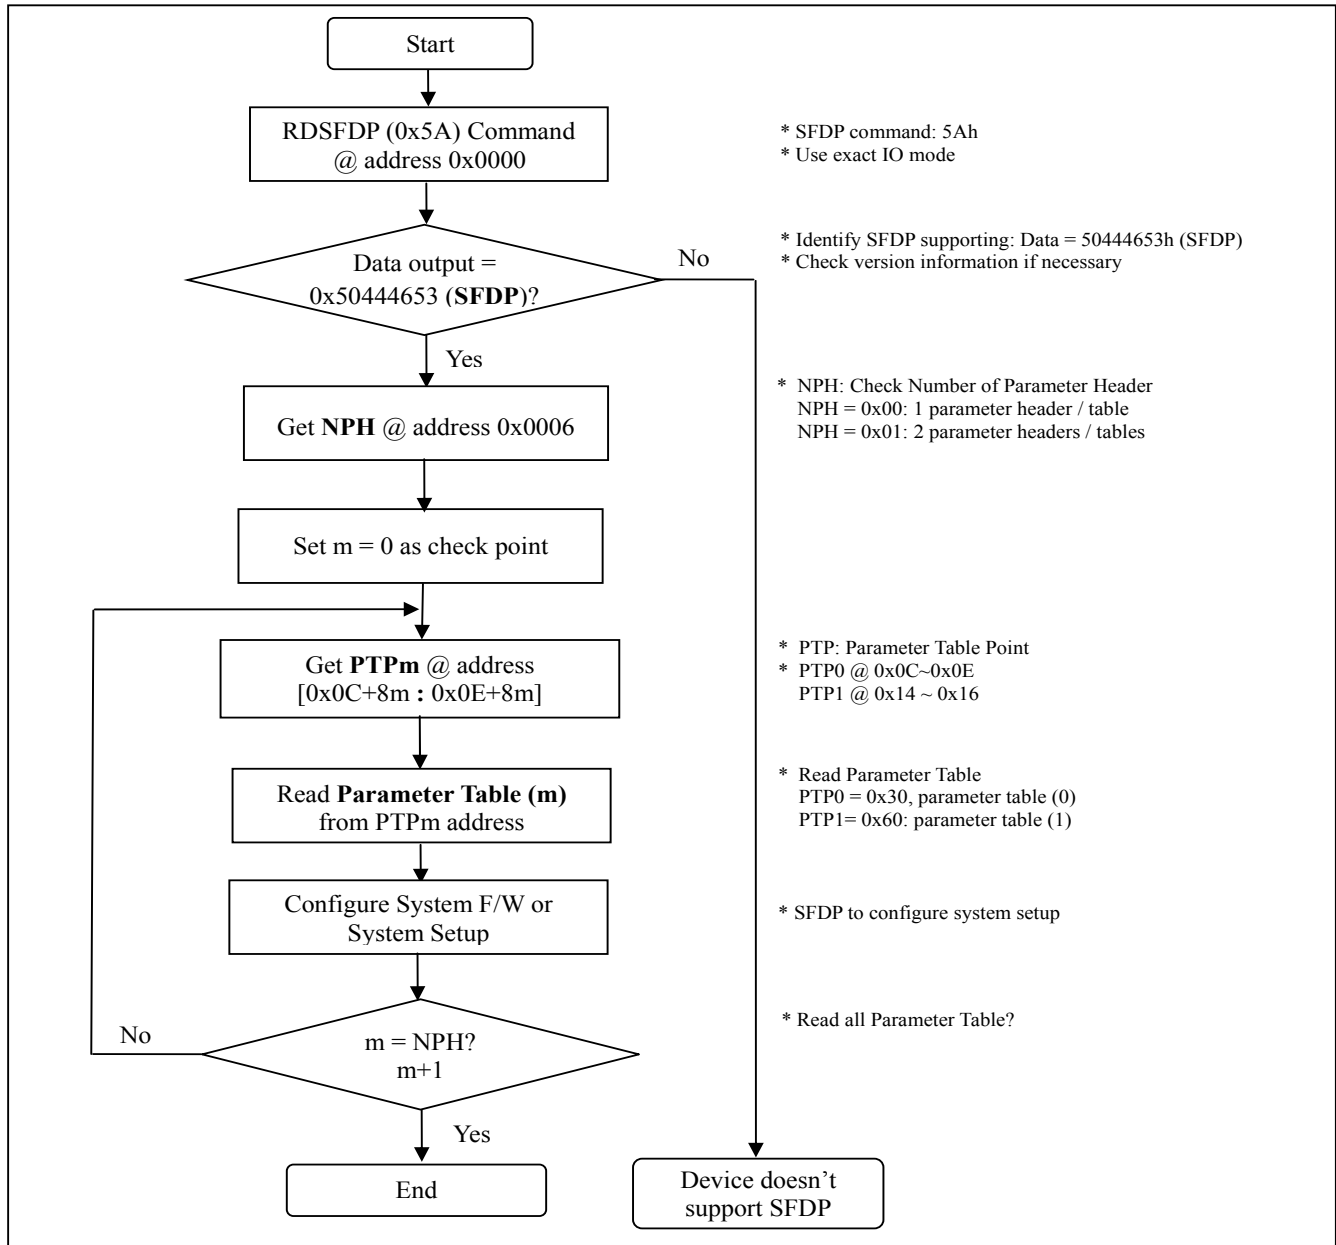 Start
RDSFDP (0x5A) Command
@ address 0x0000
* SFDP command: 5Ah
* Use exact IO mode
Data output =
0x50444653 (SFDP)?
No
* Identify SFDP supporting: Data = 50444653h (SFDP)
* Check version information if necessary
Yes
Get NPH @ address 0x0006
* NPH: Check Number of Parameter Header
NPH = 0x00: 1 parameter header / table
NPH = 0x01: 2 parameter headers / tables
Set m = 0 as check point
Get PTPm @ address
[0x0C+8m : 0x0E+8m]
* PTP: Parameter Table Point
* PTP0 @ 0x0C~0x0E
PTP1 @ 0x14 ~ 0x16
Read Parameter Table (m)
from PTPm address
* Read Parameter Table
PTP0 = 0x30, parameter table (0)
PTP1= 0x60: parameter table (1)
Configure System F/W or
System Setup
* SFDP to configure system setup
No
m = NPH?
m+1
* Read all Parameter Table?
Yes
End
Device doesn't
support SFDP